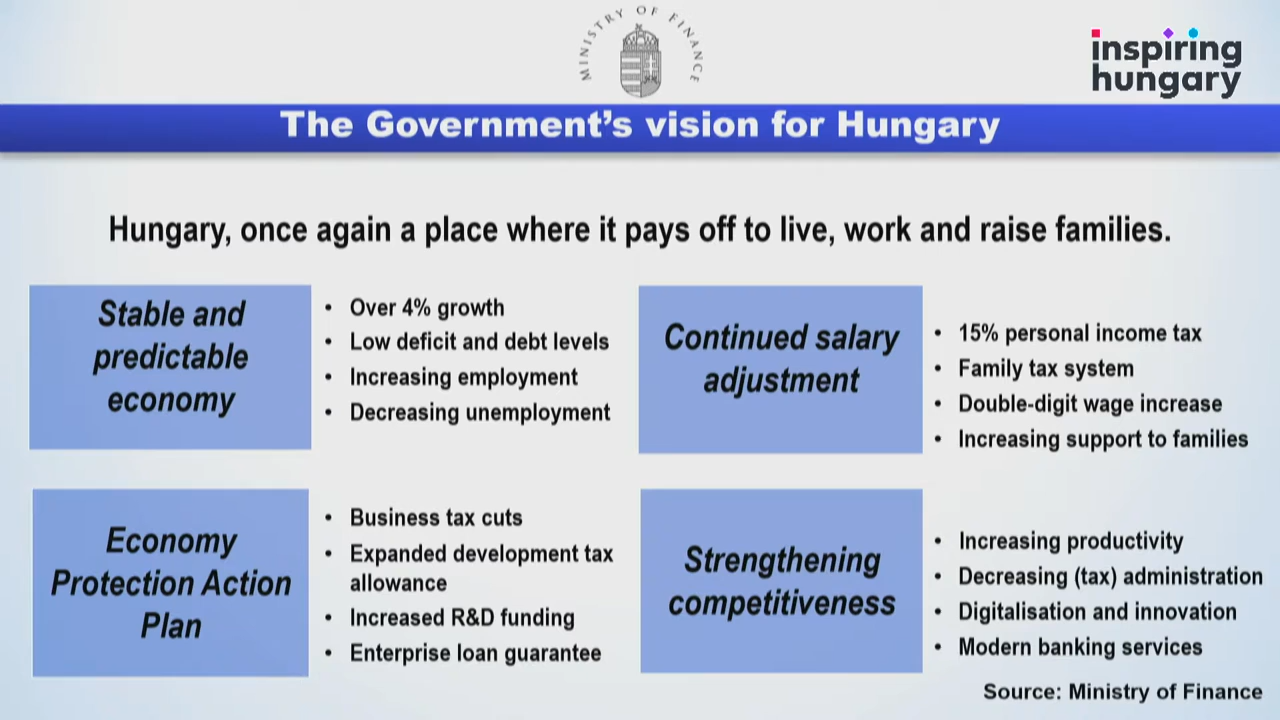 MINISTRY OF FINANCE
inspiring
hungary
The Government's vision for Hungary
Hungary, once again a place where it pays off to live, work and raise families.
Stable and
predictable
economy
• Over 4% growth
• Low deficit and debt levels
• Increasing employment
• Decreasing unemployment
Continued salary
adjustment
• 15% personal income tax
• Family tax system
• Double-digit wage increase
• Increasing support to families
Economy
Protection Action
Plan
• Business tax cuts
• Expanded development tax
allowance
• Increased R&D funding
• Enterprise loan guarantee
Strengthening
competitiveness
• Increasing productivity
• Decreasing (tax) administration
• Digitalisation and innovation
• Modern banking services
Source: Ministry of Finance